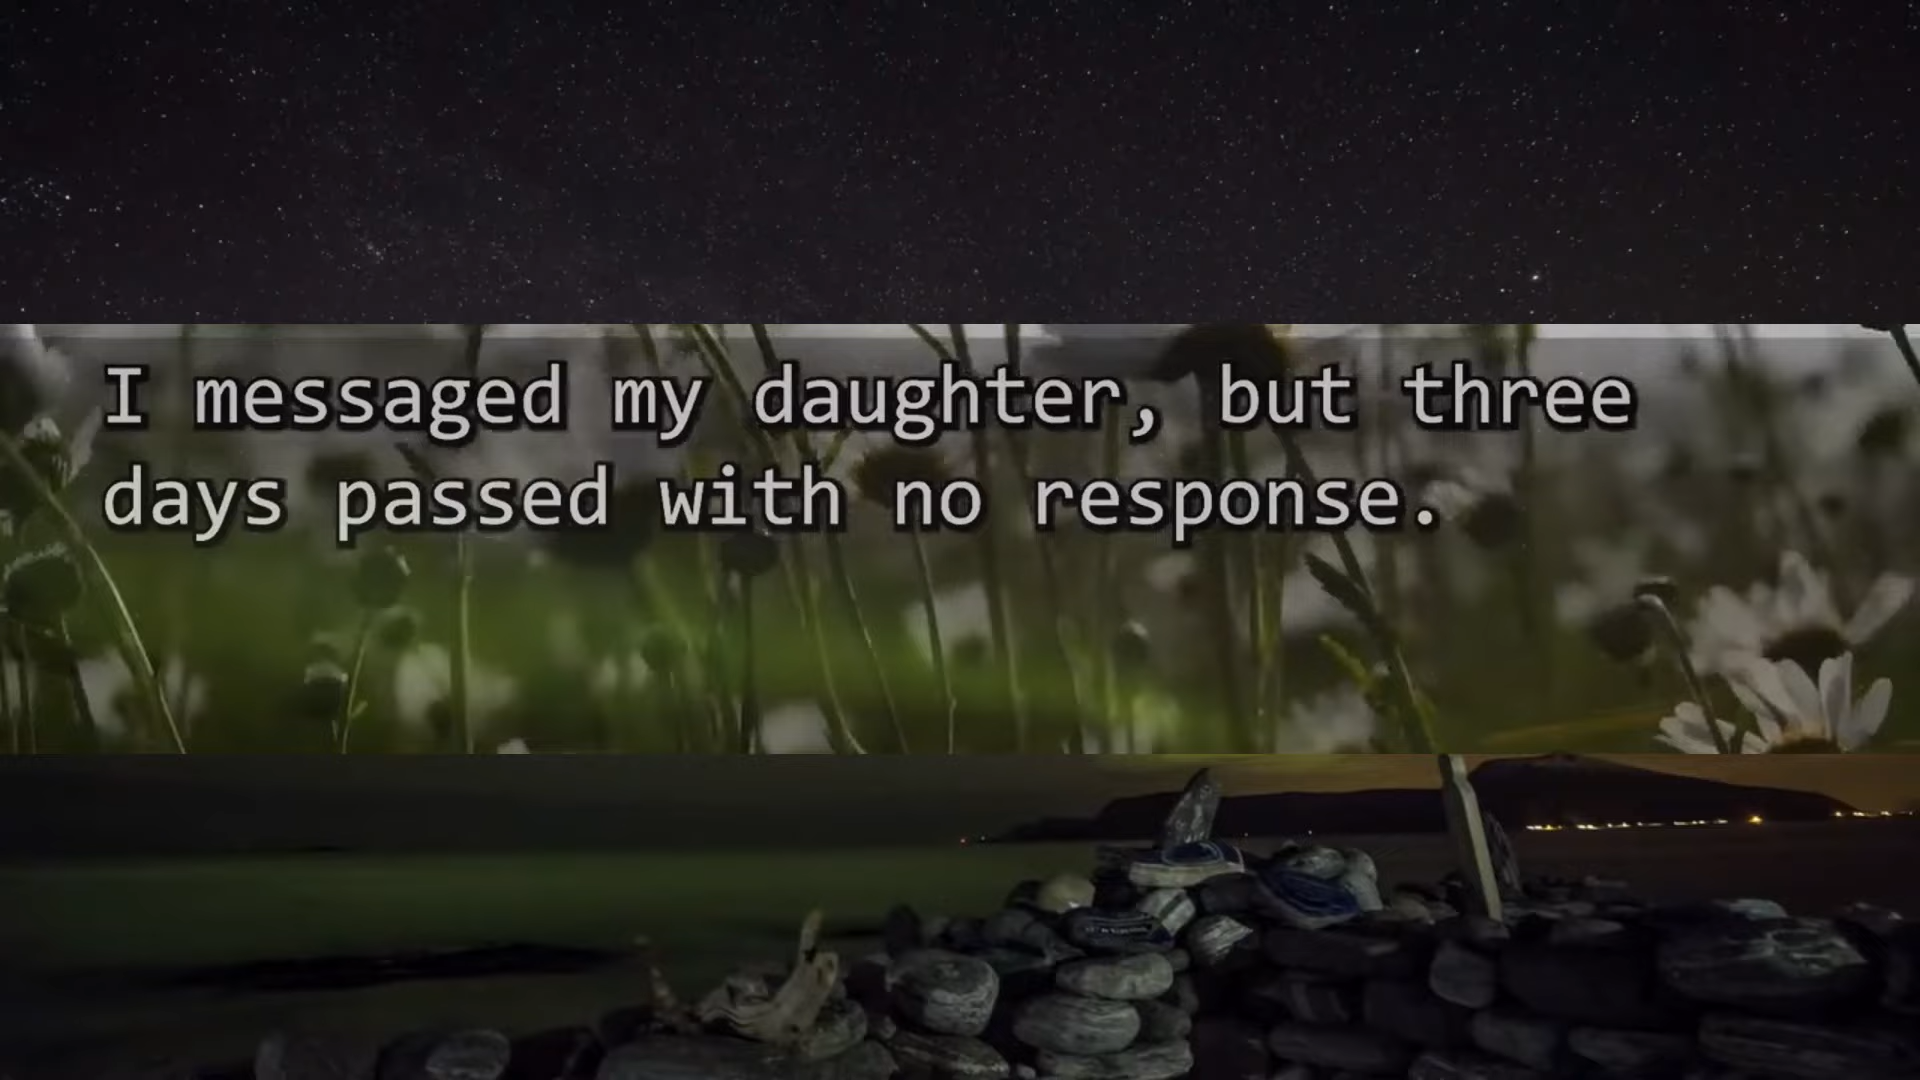 I messaged my daughter, but three
days passed with no response.